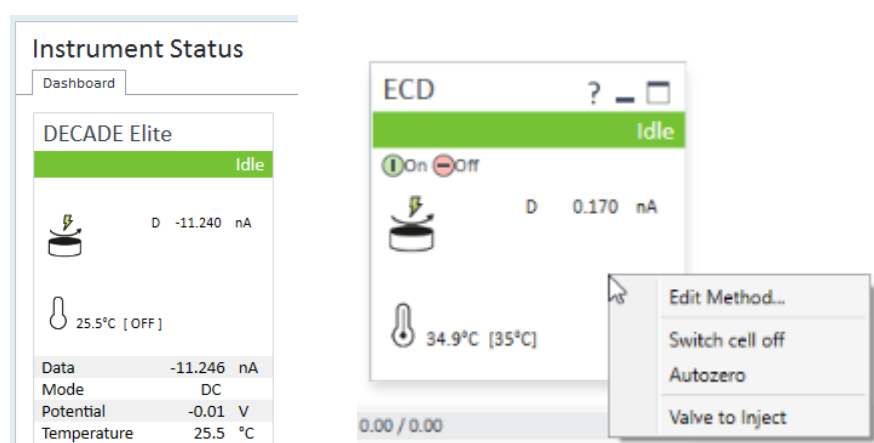 Instrument Status
Dashboard
DECADE Elite
Idle
D -11.240 nA
25.5°C [ OFF ]
Data -11.246 nA
Mode DC
Potential -0.01 V
Temperature 25.5 °C
ECD ?
Idle
On Off
D 0.170 nA
34.9°C [35°C]
0.00 / 0.00
Edit Method...
Switch cell off
Autozero
Valve to Inject